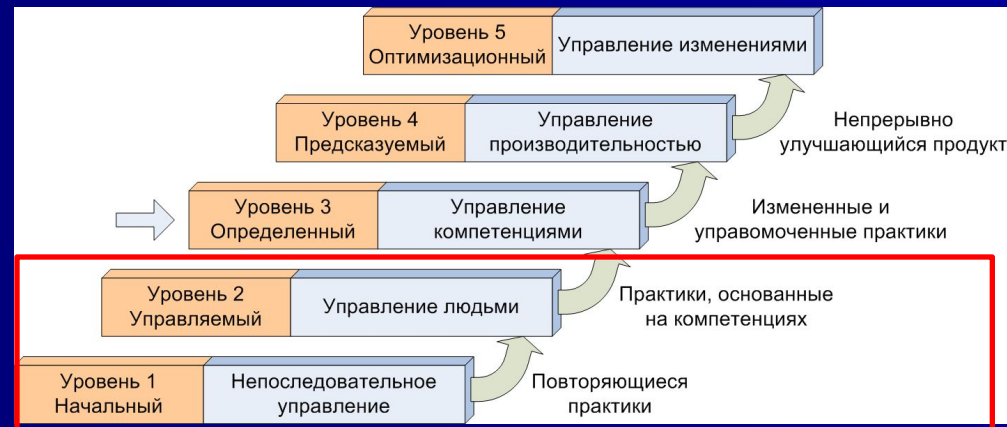 Уровень 5
Оптимизационный
Управление изменениями
Уровень 4
Предсказуемый
Управление
производительностью
Непрерывно
улучшающийся продукт
Уровень 3
Определенный
Управление
компетенциями
Измененные и
управомоченные практики
Уровень 2
Управляемый
Управление людьми
Практики, основанные
на компетенциях
Уровень 1
Начальный
Непоследовательное
управление
Повторяющиеся
практики